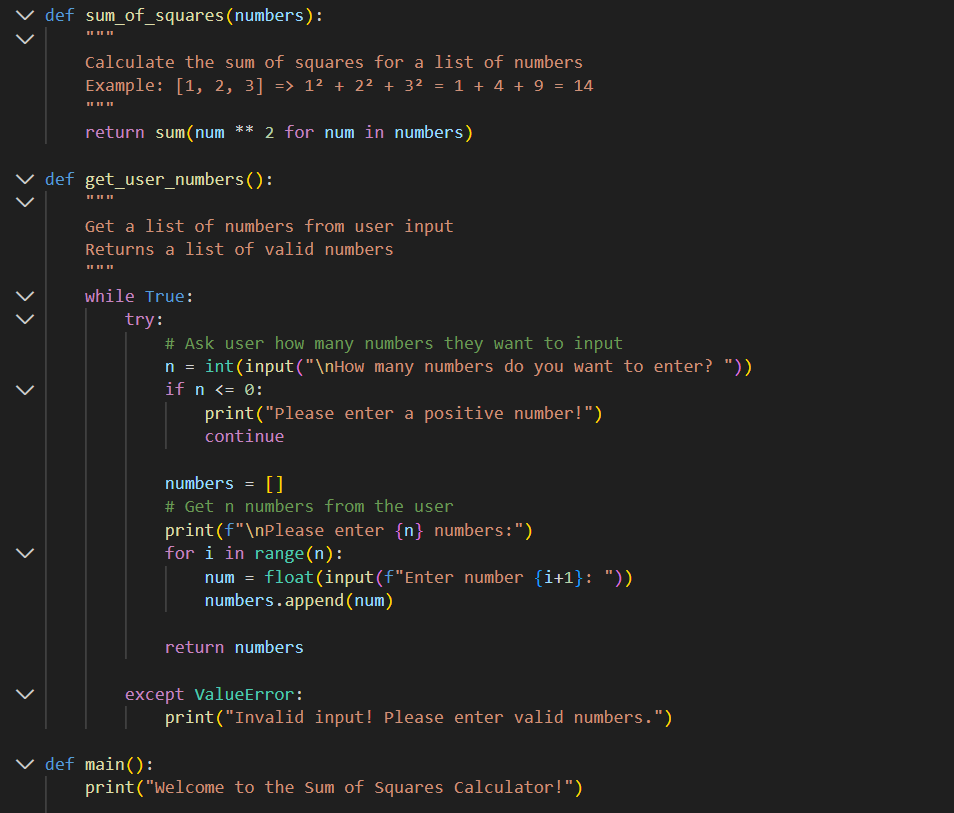 def sum_of_squares(numbers):
    """
    Calculate the sum of squares for a list of numbers
    Example: [1, 2, 3] => 1² + 2² + 3² = 1 + 4 + 9 = 14
    """
    return sum(num ** 2 for num in numbers)

def get_user_numbers():
    """
    Get a list of numbers from user input
    Returns a list of valid numbers
    """
    while True:
        try:
            # Ask user how many numbers they want to input
            n = int(input("\nHow many numbers do you want to enter? "))
            if n <= 0:
                print("Please enter a positive number!")
                continue

            numbers = []
            # Get n numbers from the user
            print(f"\nPlease enter {n} numbers:")
            for i in range(n):
                num = float(input(f"Enter number {i+1}: "))
                numbers.append(num)

            return numbers

        except ValueError:
            print("Invalid input! Please enter valid numbers.")

def main():
    print("Welcome to the Sum of Squares Calculator!")